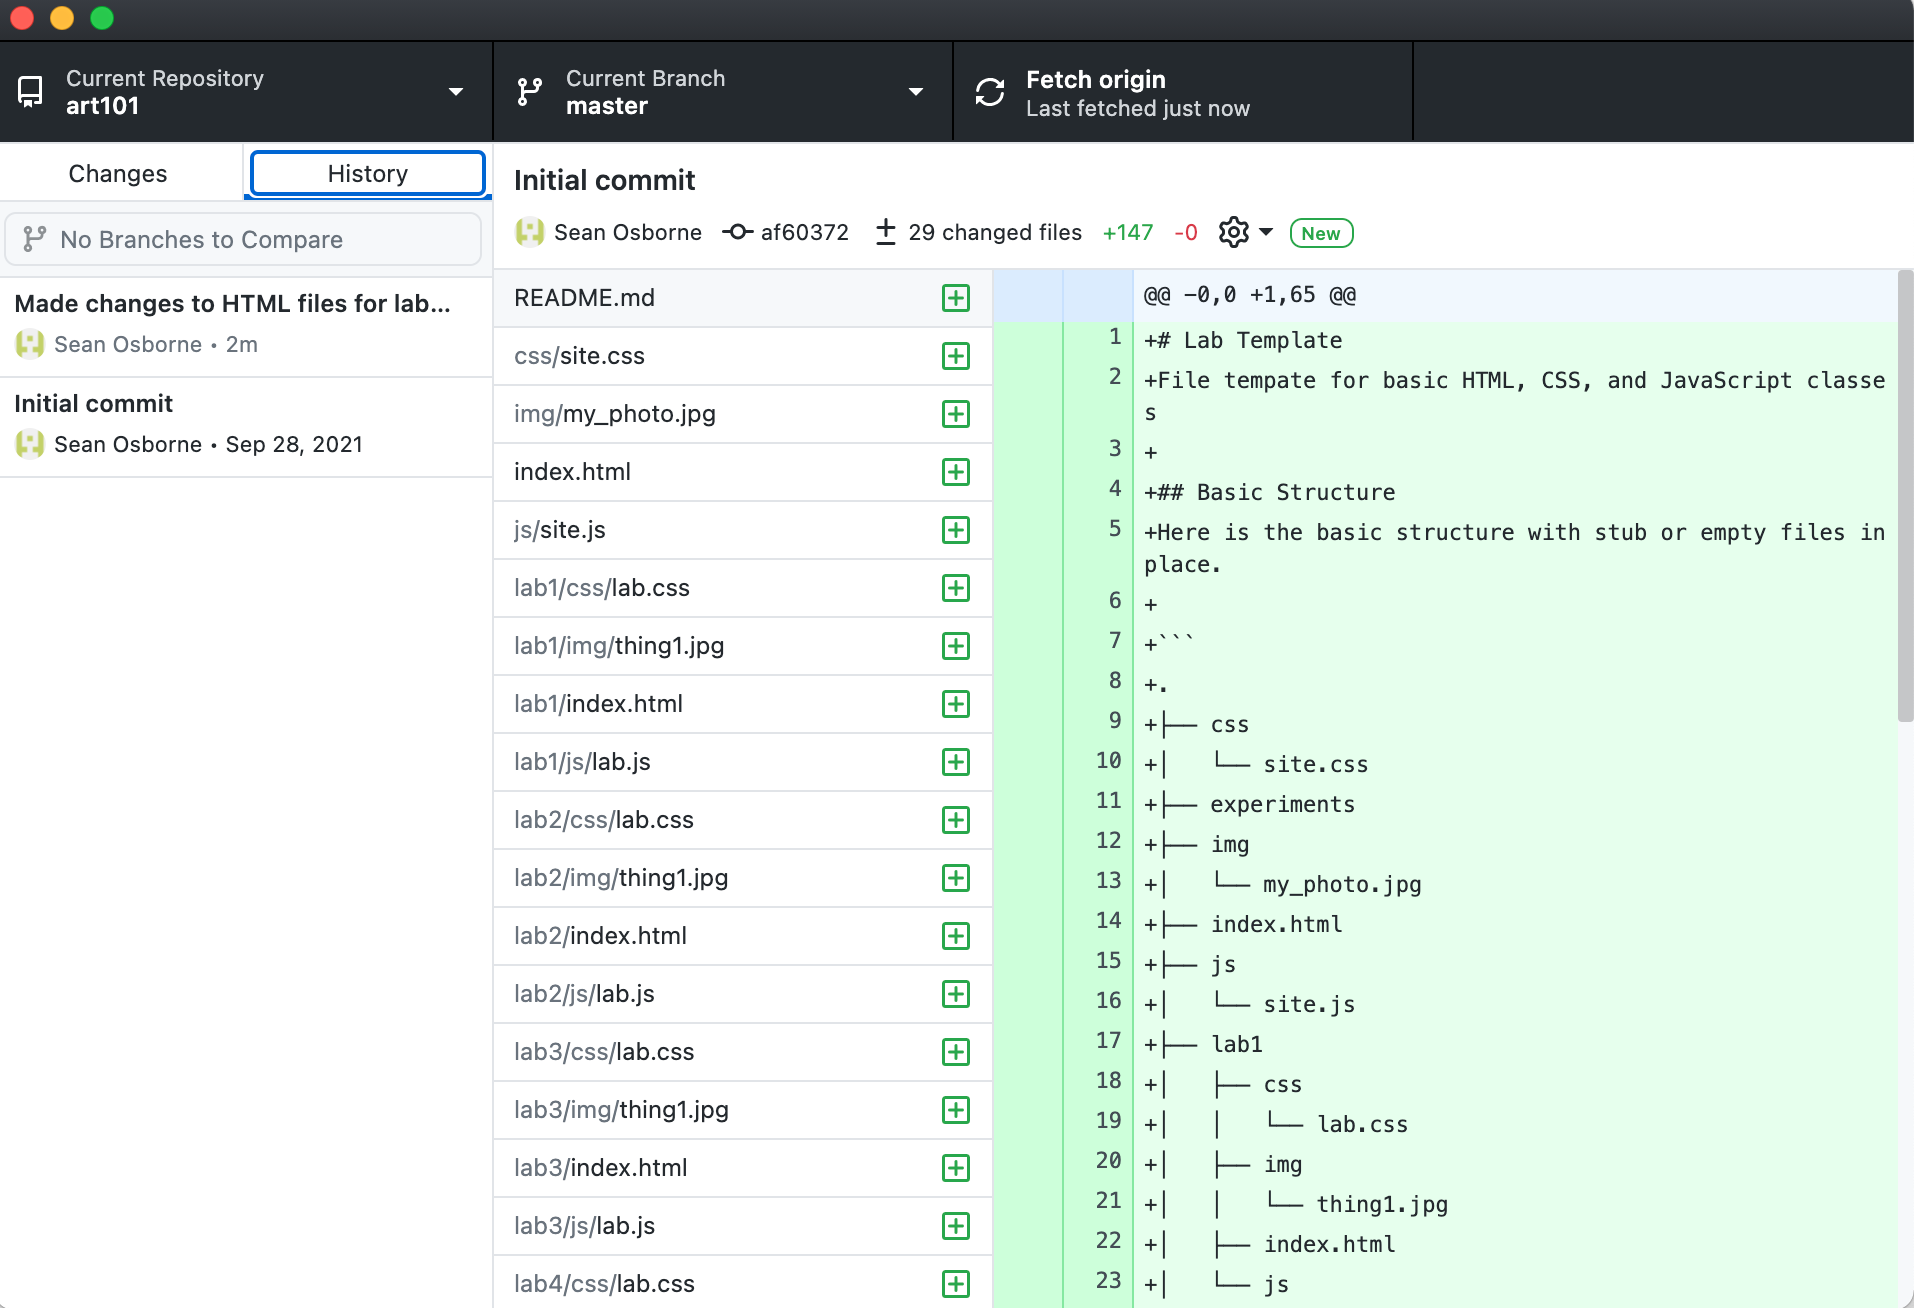 Current Repository
art101
Current Branch
master
Fetch origin
Last fetched just now
Changes
History
No Branches to Compare
Made changes to HTML files for lab...
Sean Osborne • 2m
Initial commit
Sean Osborne • Sep 28, 2021
Initial commit
Sean Osborne af60372 29 changed files +147 -0 New
README.md
css/site.css
img/my_photo.jpg
index.html
js/site.js
lab1/css/lab.css
lab1/img/thing1.jpg
lab1/index.html
lab1/js/lab.js
lab2/css/lab.css
lab2/img/thing1.jpg
lab2/index.html
lab2/js/lab.js
lab3/css/lab.css
lab3/img/thing1.jpg
lab3/index.html
lab3/js/lab.js
lab4/css/lab.css
@@ -0,0 +1,65 @@
1 +# Lab Template
2 +File tempate for basic HTML, CSS, and JavaScript classe
s
3 +
4 +## Basic Structure
5 +Here is the basic structure with stub or empty files in
place.
6 +
7 +```
8 +.
9 +├── css
10 +│   └── site.css
11 +├── experiments
12 +├── img
13 +│   └── my_photo.jpg
14 +├── index.html
15 +├── js
16 +│   └── site.js
17 +├── lab1
18 +│   ├── css
19 +│   │   └── lab.css
20 +│   ├── img
21 +│   │   └── thing1.jpg
22 +│   ├── index.html
23 +│   └── js